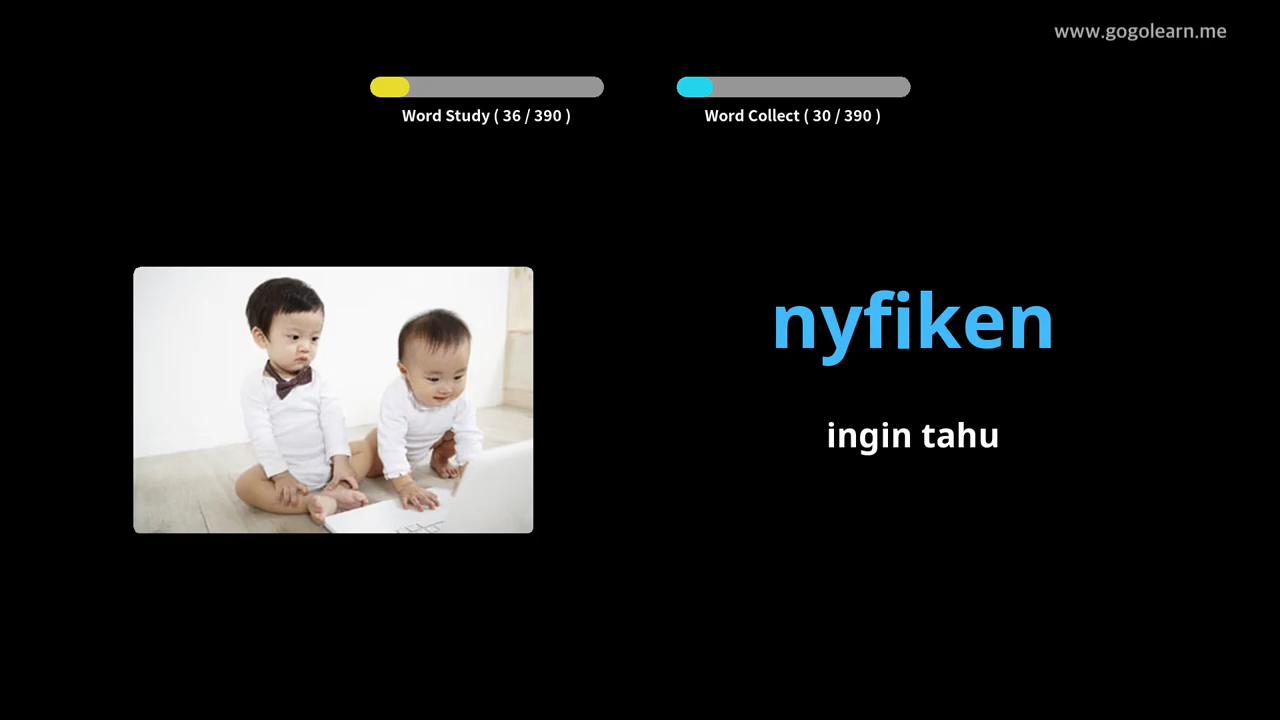 www.gogolearn.me
Word Study ( 36 / 390 )
Word Collect ( 30 / 390 )
nyfiken
ingin tahu